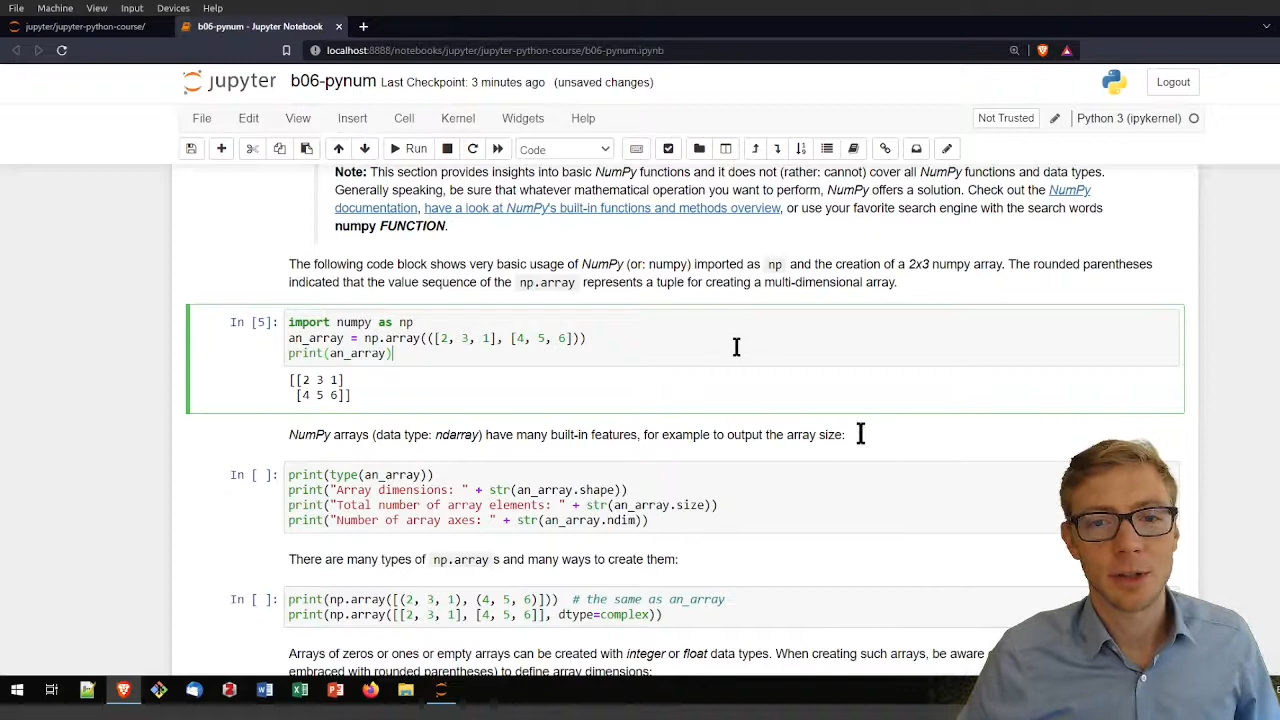 File Machine View Input Devices Help
jupyter/jupyter-python-course/
b06-pynum - Jupyter Notebook
localhost:8888/notebooks/jupyter/jupyter-python-course/b06-pynum.ipynb
jupyter b06-pynum Last Checkpoint: 3 minutes ago (unsaved changes)
Logout
File Edit View Insert Cell Kernel Widgets Help
Not Trusted
Python 3 (ipykernel)
Run
Code
Note: This section provides insights into basic NumPy functions and it does not (rather: cannot) cover all NumPy functions and data types.
Generally speaking, be sure that whatever mathematical operation you want to perform, NumPy offers a solution. Check out the NumPy
documentation, have a look at NumPy's built-in functions and methods overview, or use your favorite search engine with the search words
numpy FUNCTION.
The following code block shows very basic usage of NumPy (or: numpy) imported as np and the creation of a 2x3 numpy array. The rounded parentheses
indicated that the value sequence of the np.array represents a tuple for creating a multi-dimensional array.
In [5]: import numpy as np
an_array = np.array(([2, 3, 1], [4, 5, 6]))
print(an_array)
[[2 3 1]
[4 5 6]]
NumPy arrays (data type: ndarray) have many built-in features, for example to output the array size:
In [ ]: print(type(an_array))
print("Array dimensions: " + str(an_array.shape))
print("Total number of array elements: " + str(an_array.size))
print("Number of array axes: " + str(an_array.ndim))
There are many types of np.array s and many ways to create them:
In [ ]: print(np.array([(2, 3, 1), (4, 5, 6)])) # the same as an_array
print(np.array([[2, 3, 1], [4, 5, 6]], dtype=complex))
Arrays of zeros or ones or empty arrays can be created with integer or float data types. When creating such arrays, be aware
embraced with rounded parentheses) to define array dimensions: